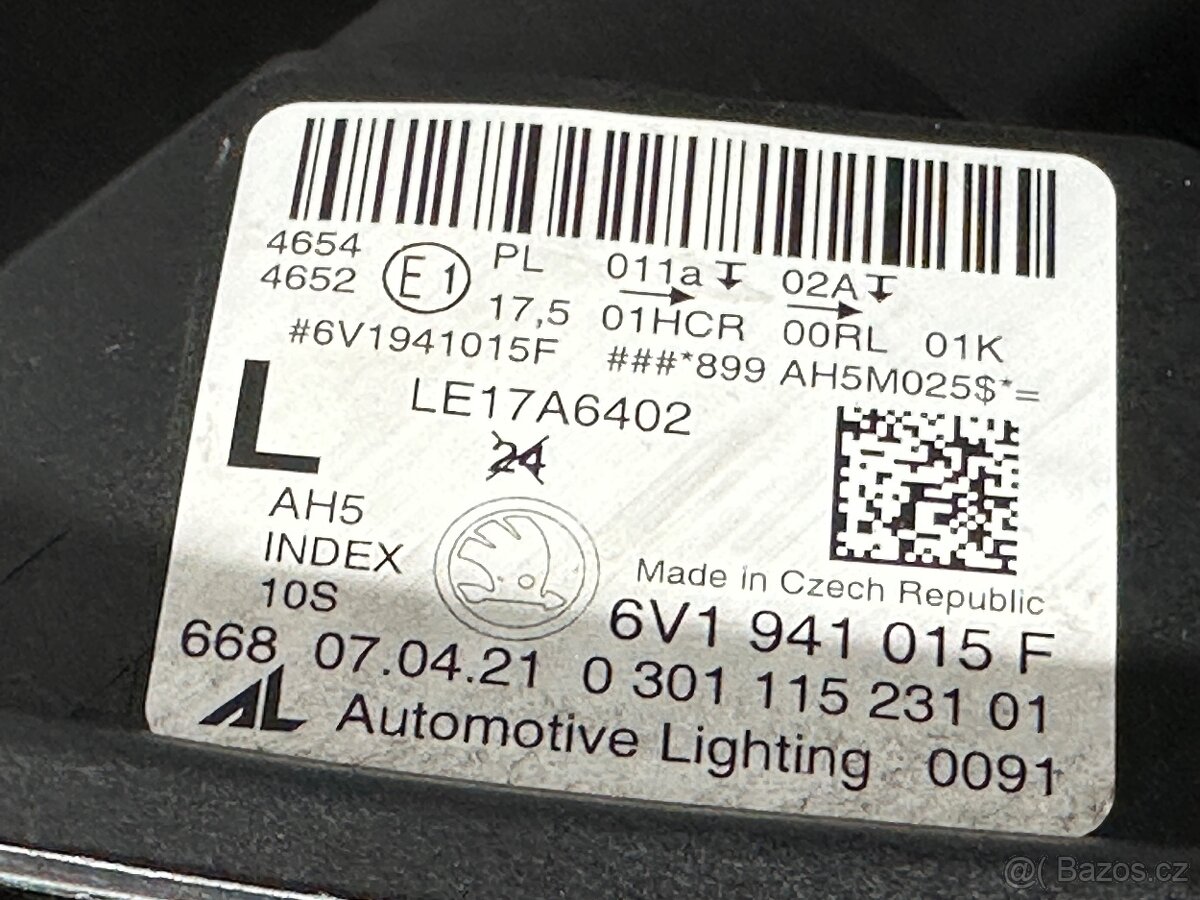 4654 E1 PL 011a 02A
4652 17,5 01HCR 00RL 01K
#6V1941015F ###*899 AH5M025$*=
L LE17A6402
24
AH5
INDEX
10S
Made in Czech Republic
6V1 941 015 F
668 07.04.21 0 301 115 231 01
AL Automotive Lighting 0091
@( Bazos.cz